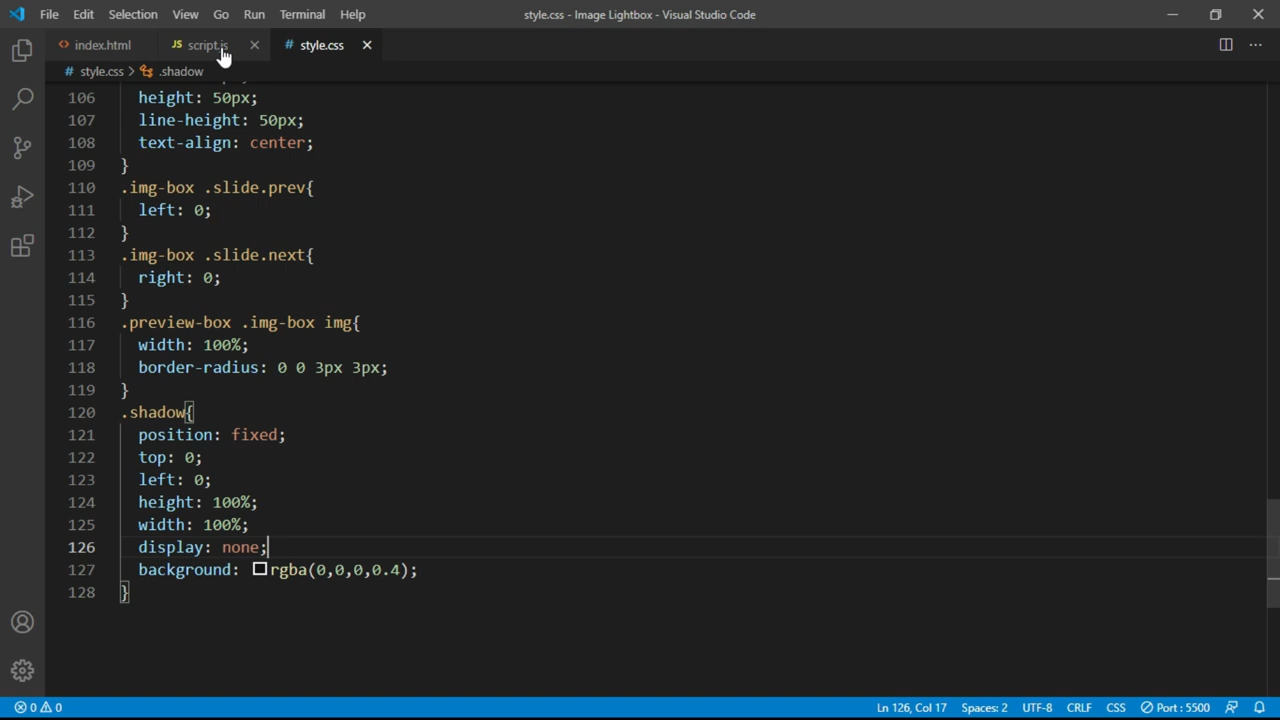 File Edit Selection View Go Run Terminal Help style.css - Image Lightbox - Visual Studio Code
index.html JS script.js # style.css
# style.css .shadow
106 height: 50px;
107 line-height: 50px;
108 text-align: center;
109 }
110 .img-box .slide.prev{
111 left: 0;
112 }
113 .img-box .slide.next{
114 right: 0;
115 }
116 .preview-box .img-box img{
117 width: 100%;
118 border-radius: 0 0 3px 3px;
119 }
120 .shadow{
121 position: fixed;
122 top: 0;
123 left: 0;
124 height: 100%;
125 width: 100%;
126 display: none;
127 background: rgba(0,0,0,0.4);
128 }
0 0 Ln 126, Col 17 Spaces: 2 UTF-8 CRLF CSS Port : 5500